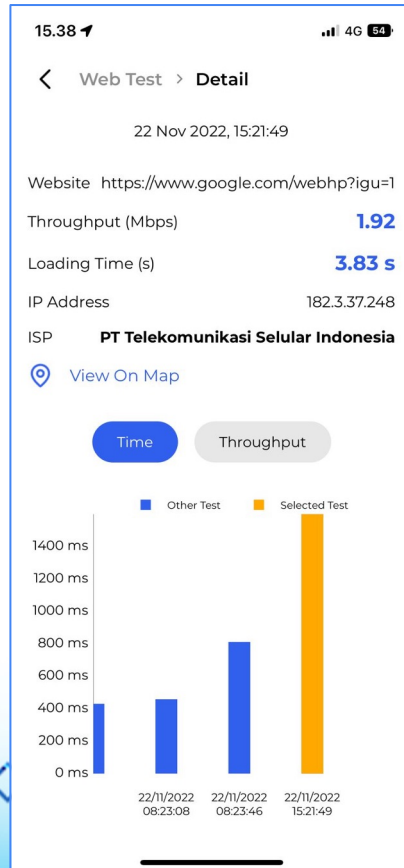 15.38 4G 54
Web Test > Detail
22 Nov 2022, 15:21:49
Website https://www.google.com/webhp?igu=1
Throughput (Mbps) 1.92
Loading Time (s) 3.83 s
IP Address 182.3.37.248
ISP PT Telekomunikasi Selular Indonesia
View On Map
Time Throughput
Other Test Selected Test
1400 ms
1200 ms
1000 ms
800 ms
600 ms
400 ms
200 ms
0 ms
22/11/2022 22/11/2022 22/11/2022
08:23:08 08:23:46 15:21:49